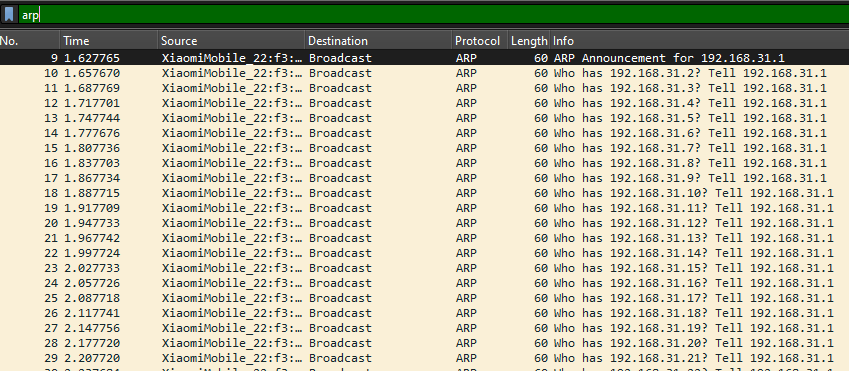 arp
No. Time Source Destination Protocol Length Info
9 1.627765 XiaomiMobile_22:f3:… Broadcast ARP 60 ARP Announcement for 192.168.31.1
10 1.657670 XiaomiMobile_22:f3:… Broadcast ARP 60 Who has 192.168.31.2? Tell 192.168.31.1
11 1.687769 XiaomiMobile_22:f3:… Broadcast ARP 60 Who has 192.168.31.3? Tell 192.168.31.1
12 1.717701 XiaomiMobile_22:f3:… Broadcast ARP 60 Who has 192.168.31.4? Tell 192.168.31.1
13 1.747744 XiaomiMobile_22:f3:… Broadcast ARP 60 Who has 192.168.31.5? Tell 192.168.31.1
14 1.777676 XiaomiMobile_22:f3:… Broadcast ARP 60 Who has 192.168.31.6? Tell 192.168.31.1
15 1.807736 XiaomiMobile_22:f3:… Broadcast ARP 60 Who has 192.168.31.7? Tell 192.168.31.1
16 1.837703 XiaomiMobile_22:f3:… Broadcast ARP 60 Who has 192.168.31.8? Tell 192.168.31.1
17 1.867734 XiaomiMobile_22:f3:… Broadcast ARP 60 Who has 192.168.31.9? Tell 192.168.31.1
18 1.887715 XiaomiMobile_22:f3:… Broadcast ARP 60 Who has 192.168.31.10? Tell 192.168.31.1
19 1.917709 XiaomiMobile_22:f3:… Broadcast ARP 60 Who has 192.168.31.11? Tell 192.168.31.1
20 1.947733 XiaomiMobile_22:f3:… Broadcast ARP 60 Who has 192.168.31.12? Tell 192.168.31.1
21 1.967742 XiaomiMobile_22:f3:… Broadcast ARP 60 Who has 192.168.31.13? Tell 192.168.31.1
22 1.997724 XiaomiMobile_22:f3:… Broadcast ARP 60 Who has 192.168.31.14? Tell 192.168.31.1
23 2.027733 XiaomiMobile_22:f3:… Broadcast ARP 60 Who has 192.168.31.15? Tell 192.168.31.1
24 2.057726 XiaomiMobile_22:f3:… Broadcast ARP 60 Who has 192.168.31.16? Tell 192.168.31.1
25 2.087718 XiaomiMobile_22:f3:… Broadcast ARP 60 Who has 192.168.31.17? Tell 192.168.31.1
26 2.117741 XiaomiMobile_22:f3:… Broadcast ARP 60 Who has 192.168.31.18? Tell 192.168.31.1
27 2.147756 XiaomiMobile_22:f3:… Broadcast ARP 60 Who has 192.168.31.19? Tell 192.168.31.1
28 2.177720 XiaomiMobile_22:f3:… Broadcast ARP 60 Who has 192.168.31.20? Tell 192.168.31.1
29 2.207720 XiaomiMobile_22:f3:… Broadcast ARP 60 Who has 192.168.31.21? Tell 192.168.31.1